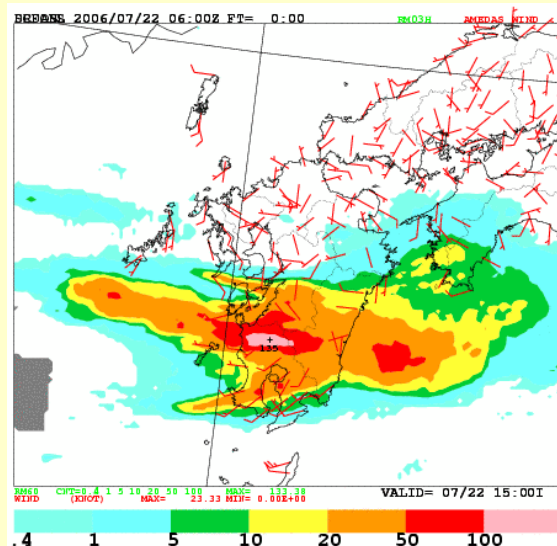 2006/07/22 06:00Z FT= 0:00 RM03H AMEDAS WIND
135
RM60 CNT=0.4 1 5 10 20 50 100 MAX= 133.38
WIND (KNOT) MAX= 23.33 MIN= 0.00E+00
VALID= 07/22 15:00I
.4 1 5 10 20 50 100